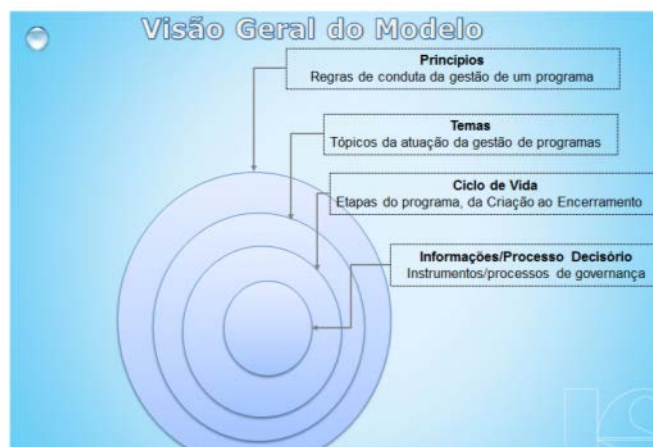 Visão Geral do Modelo
Princípios
Regras de conduta da gestão de um programa
Temas
Tópicos da atuação da gestão de programas
Ciclo de Vida
Etapas do programa, da Criação ao Encerramento
Informações/Processo Decisório
Instrumentos/processos de governança